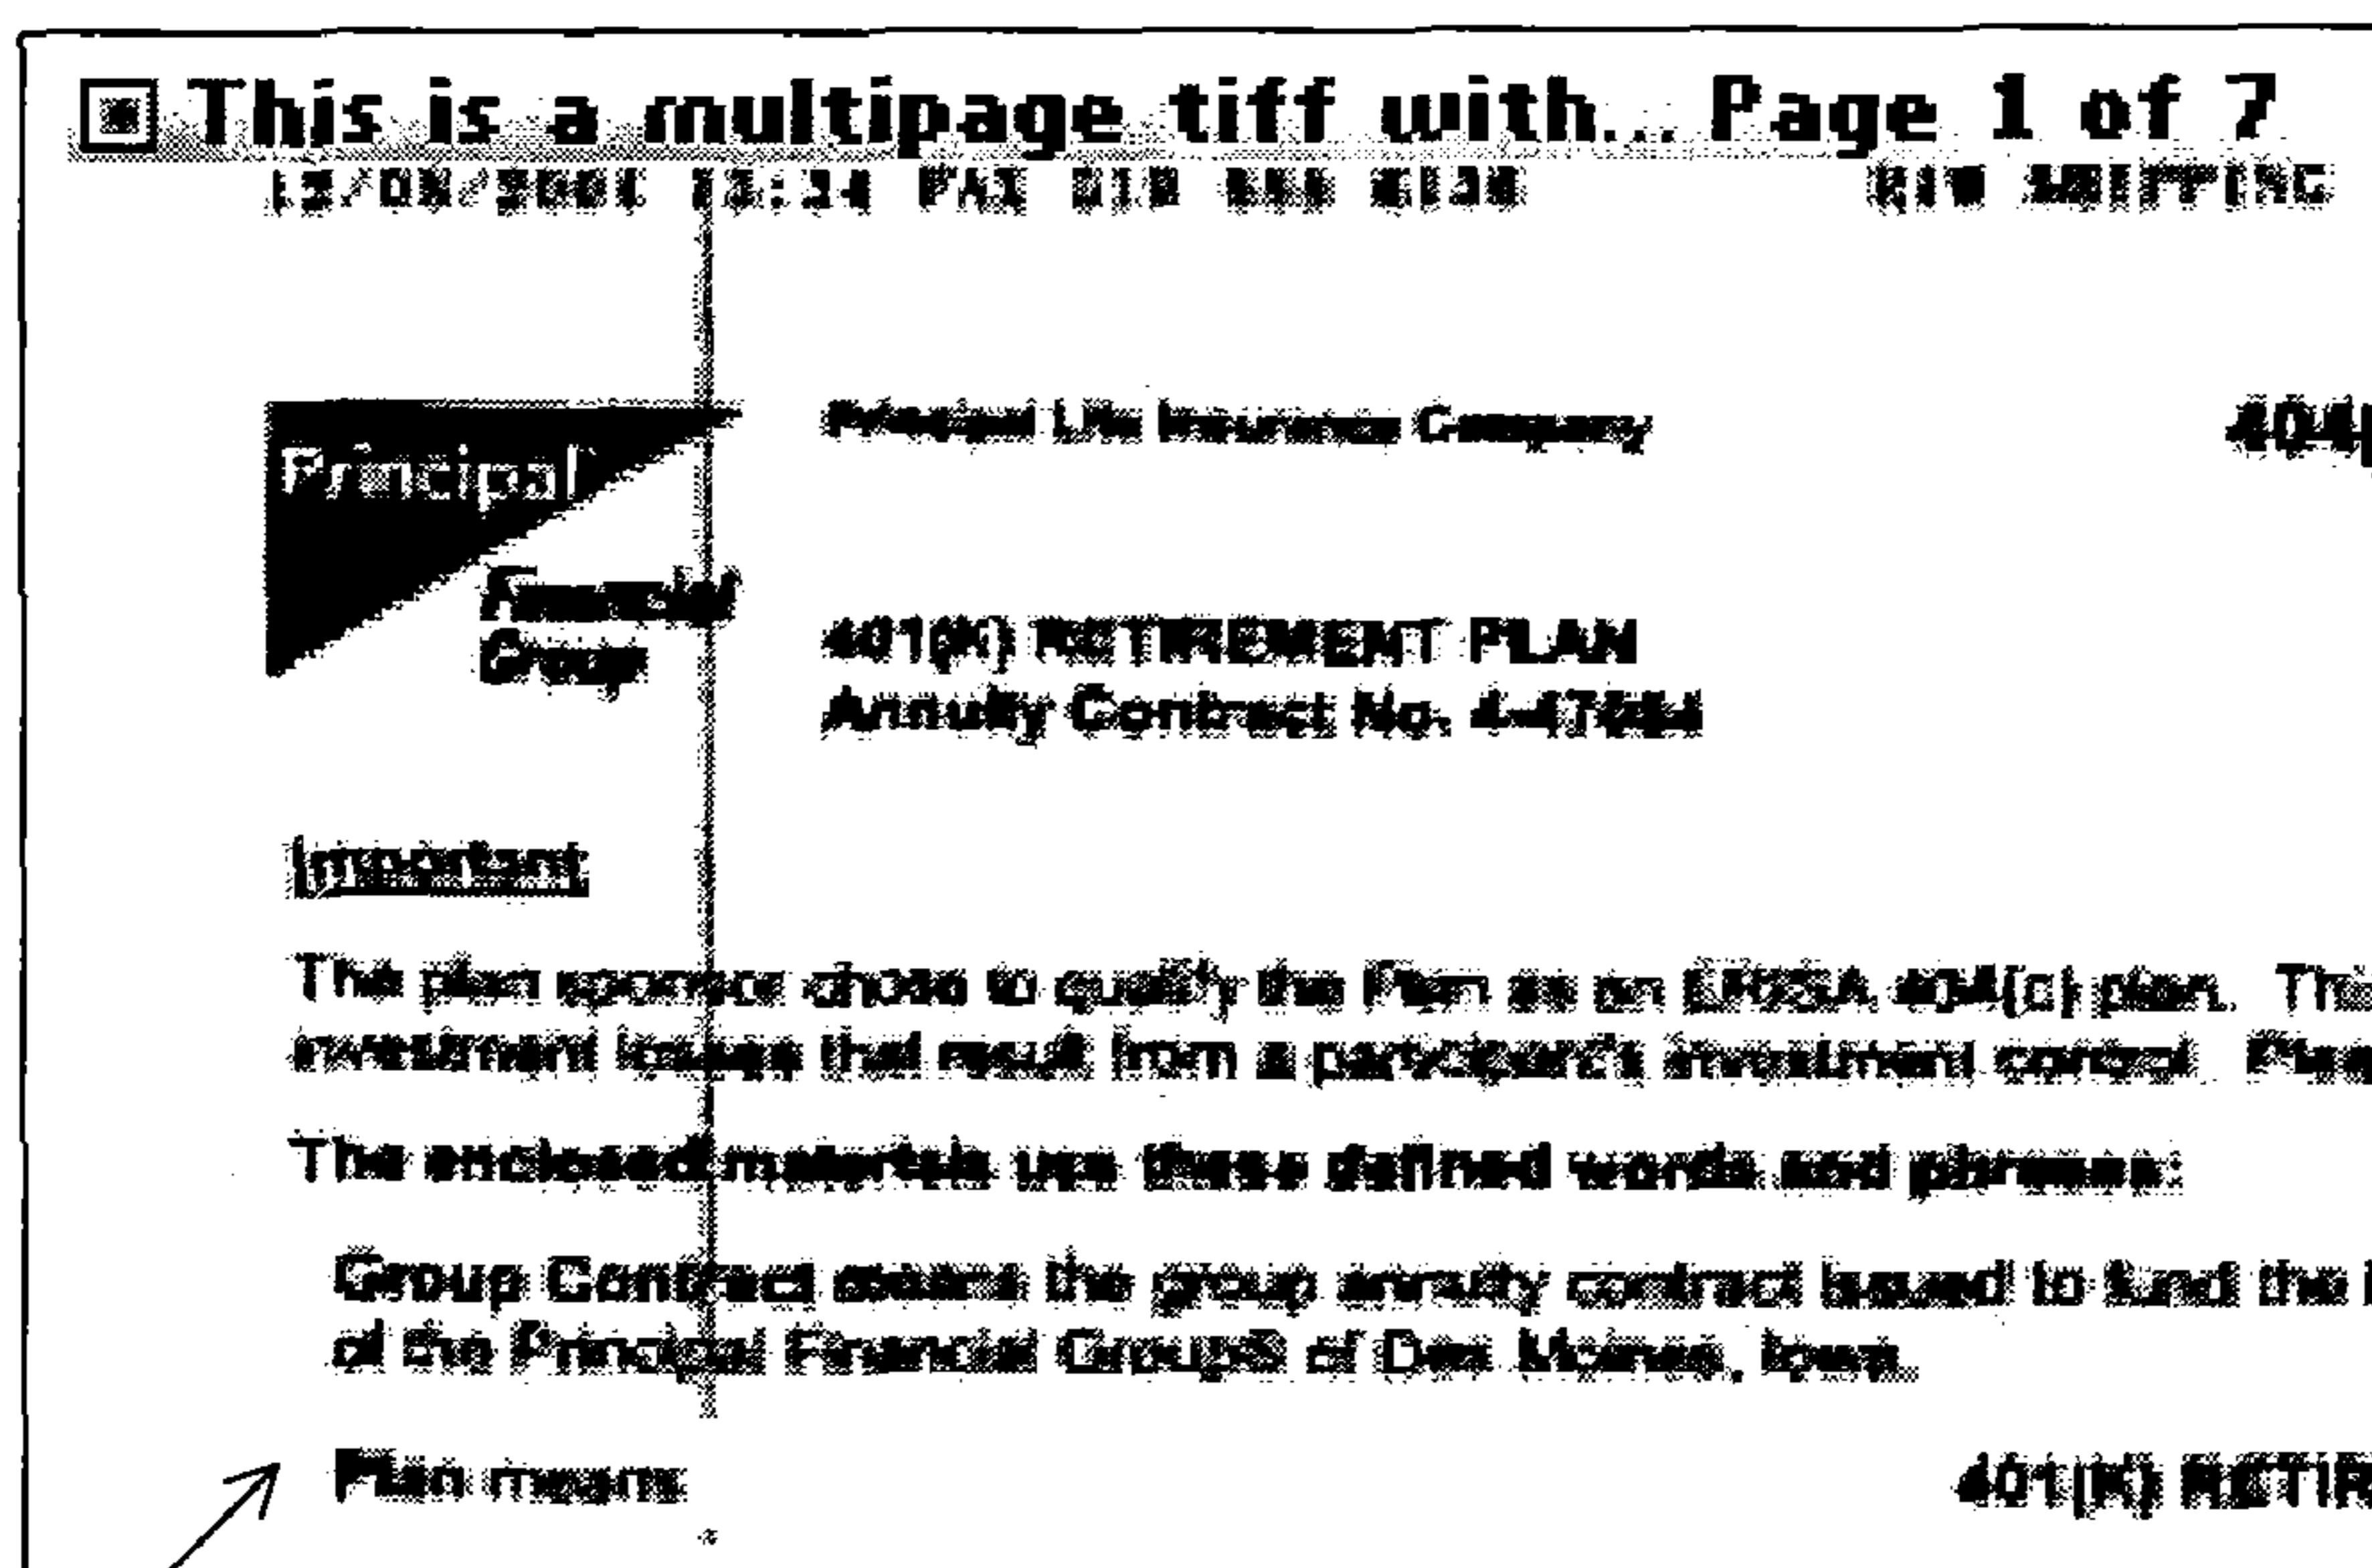 This is a multipage tiff with... Page 1 of 7
FAX SHIPPING
Principal Life Insurance Company
Principal
Financial
Group
401(K) RETIREMENT PLAN
Annuity Contract No.
Important
The plan sponsor chose to qualify the Plan as an ERISA 404(c) plan.
investment losses that result from a participant's investment control.
The enclosed materials use these defined words and phrases:
Group Contract means the group annuity contract issued to fund the
of the Principal Financial Group® of Des Moines, Iowa.
Plan means
401(K)